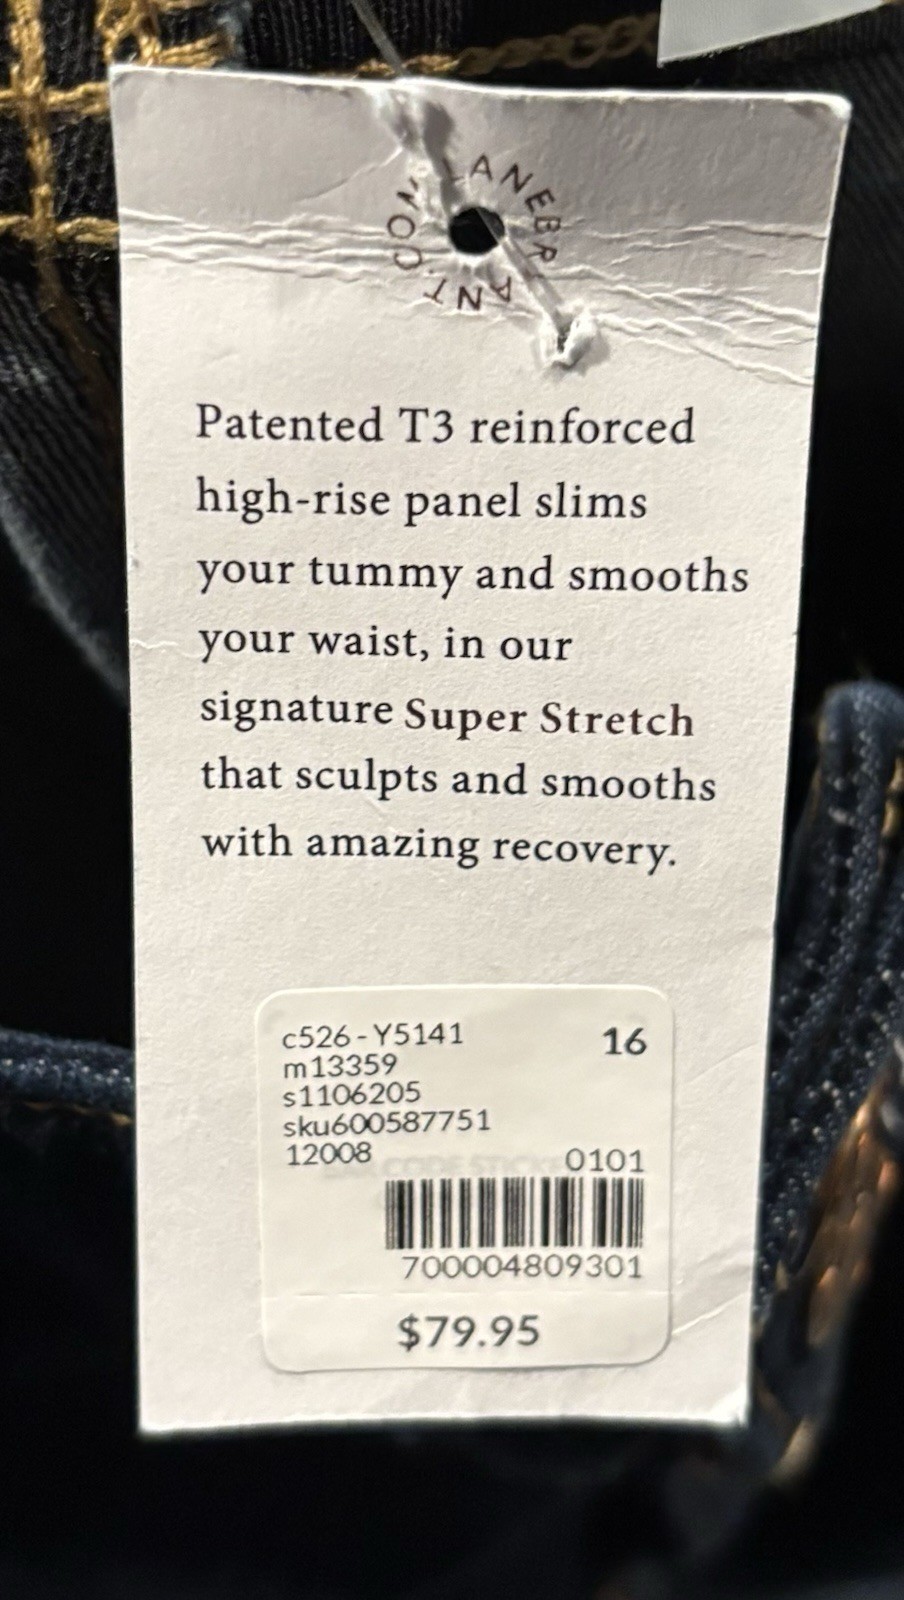 LANEBRYANT.COM
Patented T3 reinforced
high-rise panel slims
your tummy and smooths
your waist, in our
signature Super Stretch
that sculpts and smooths
with amazing recovery.
c526-Y5141 16
m13359
s1106205
sku600587751
12008 0101
700004809301
$79.95